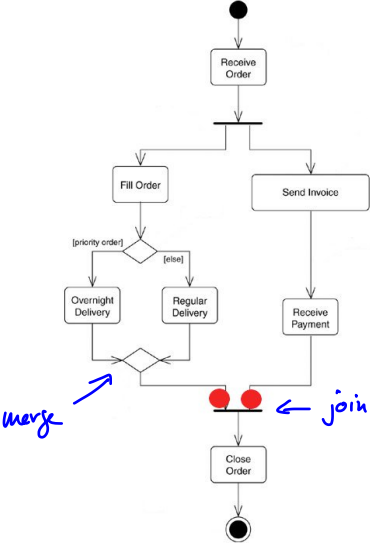 Receive
Order
Fill Order
Send Invoice
[priority order]
[else]
Overnight
Delivery
Regular
Delivery
Receive
Payment
merge
join
Close
Order